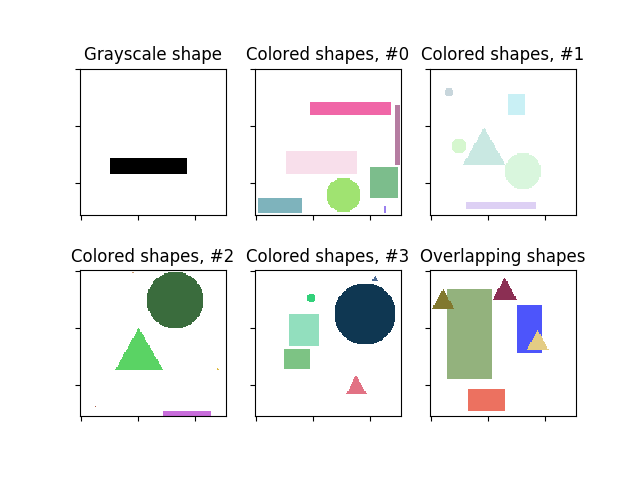 Grayscale shape
Colored shapes, #0
Colored shapes, #1
Colored shapes, #2
Colored shapes, #3
Overlapping shapes